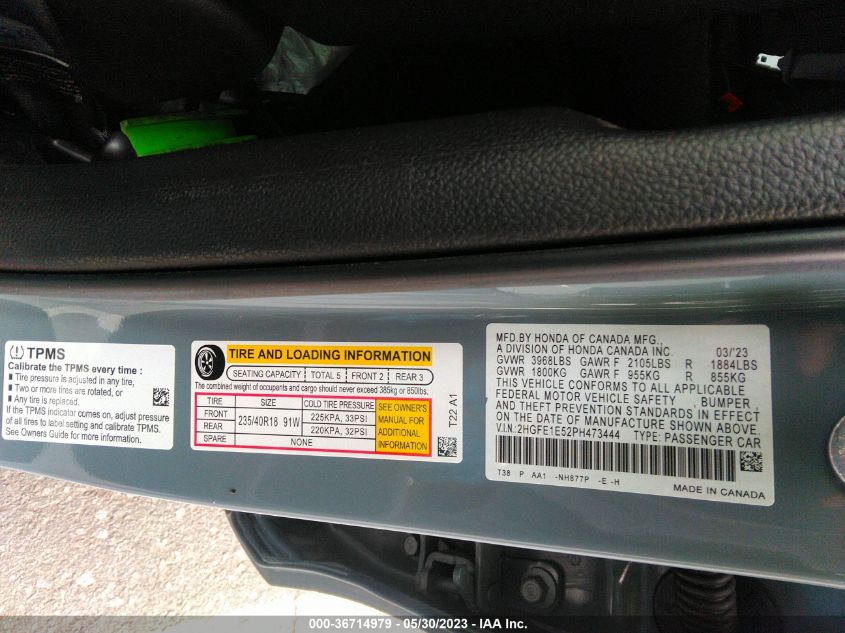 TPMS
Calibrate the TPMS every time :
Tire pressure is adjusted in any tire,
Two or more tires are rotated, or
Any tire is replaced.
If the TPMS indicator comes on, adjust pressure
of all tires to label setting and calibrate TPMS.
See Owners Guide for more information.
TIRE AND LOADING INFORMATION
SEATING CAPACITY TOTAL 5 FRONT 2 REAR 3
The combined weight of occupants and cargo should never exceed 385kg or 850lbs.
TIRE SIZE COLD TIRE PRESSURE
FRONT 235/40R18 91W 225KPA, 33PSI
REAR 220KPA, 32PSI
SPARE NONE
SEE OWNER'S
MANUAL FOR
ADDITIONAL
INFORMATION
T22 A1
MFD.BY HONDA OF CANADA MFG.,
A DIVISION OF HONDA CANADA INC. 03/'23
GVWR 3968LBS GAWR F 2105LBS R 1884LBS
GVWR 1800KG GAWR F 955KG R 855KG
THIS VEHICLE CONFORMS TO ALL APPLICABLE
FEDERAL MOTOR VEHICLE SAFETY , BUMPER ,
AND THEFT PREVENTION STANDARDS IN EFFECT
ON THE DATE OF MANUFACTURE SHOWN ABOVE
V.I.N:2HGFE1E52PH473444 TYPE: PASSENGER CAR
T38 P AA1 -NH877P -E -H
MADE IN CANADA
000-36714979 - 05/30/2023 - IAA Inc.